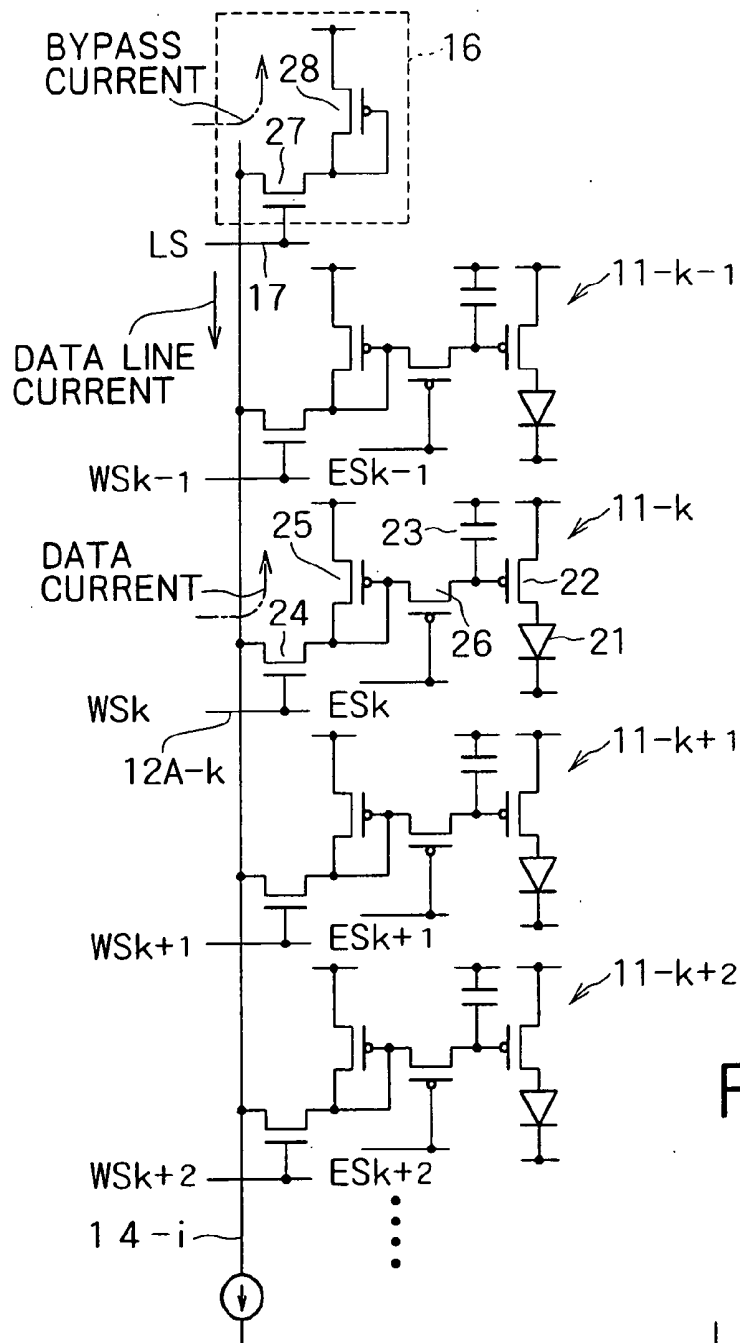 BYPASS
CURRENT
16
28
27
LS
17
11-k-1
DATA LINE
CURRENT
WSk-1
ESk-1
11-k
23
25
DATA
CURRENT
22
24
26
21
WSk
ESk
12A-k
11-k+1
WSk+1
ESk+1
11-k+2
F
WSk+2
ESk+2
14-i